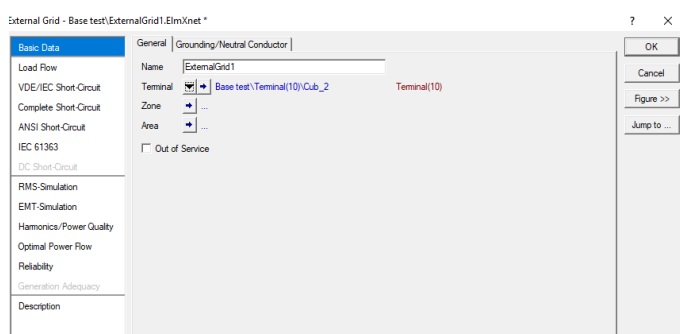 External Grid - Base test\ExternalGrid1.ElmXnet *
? ×
Basic Data
Load Flow
VDE/IEC Short-Circuit
Complete Short-Circuit
ANSI Short-Circuit
IEC 61363
DC Short-Circuit
RMS-Simulation
EMT-Simulation
Harmonics/Power Quality
Optimal Power Flow
Reliability
Generation Adequacy
Description
General Grounding/Neutral Conductor
Name ExternalGrid1
Terminal Base test\Terminal(10)\Cub_2 Terminal(10)
Zone ...
Area ...
Out of Service
OK
Cancel
Figure >>
Jump to ...